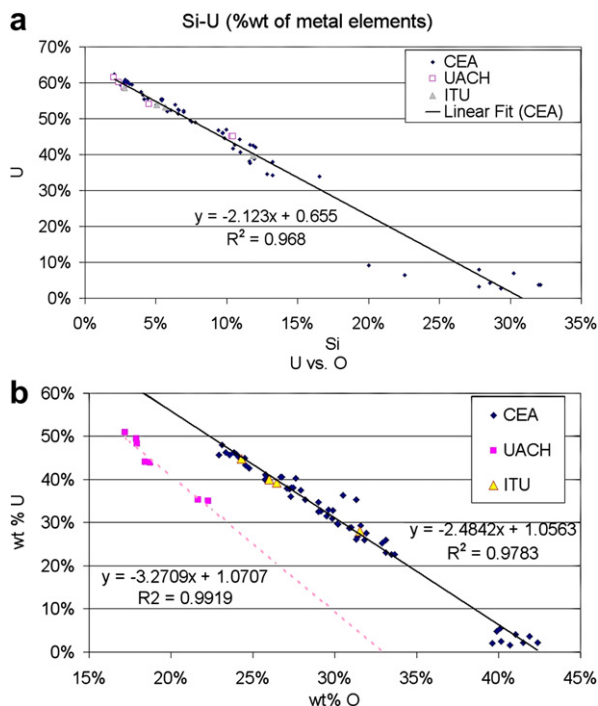 a
Si-U (%wt of metal elements)
70%
60%
50%
40%
30%
20%
10%
0%
U
CEA
UACH
ITU
Linear Fit (CEA)
y = -2.123x + 0.655
R² = 0.968
0% 5% 10% 15% 20% 25% 30% 35%
Si
U vs. O
b
60%
50%
40%
30%
20%
10%
0%
wt % U
CEA
UACH
ITU
y = -2.4842x + 1.0563
R² = 0.9783
y = -3.2709x + 1.0707
R2 = 0.9919
15% 20% 25% 30% 35% 40% 45%
wt% O